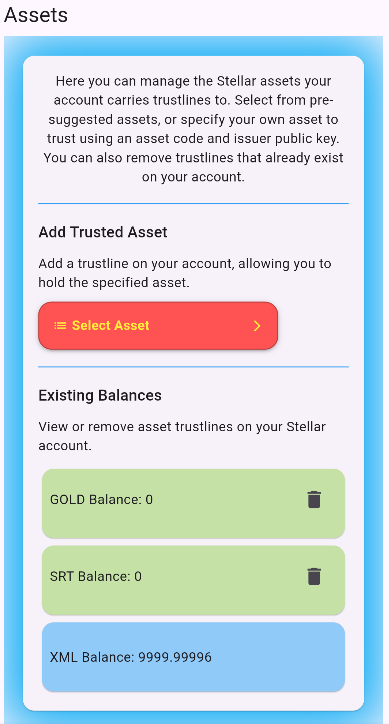 Assets
Here you can manage the Stellar assets your
account carries trustlines to. Select from pre-
suggested assets, or specify your own asset to
trust using an asset code and issuer public key.
You can also remove trustlines that already exist
on your account.
Add Trusted Asset
Add a trustline on your account, allowing you to
hold the specified asset.
Select Asset
Existing Balances
View or remove asset trustlines on your Stellar
account.
GOLD Balance: 0
SRT Balance: 0
XML Balance: 9999.99996